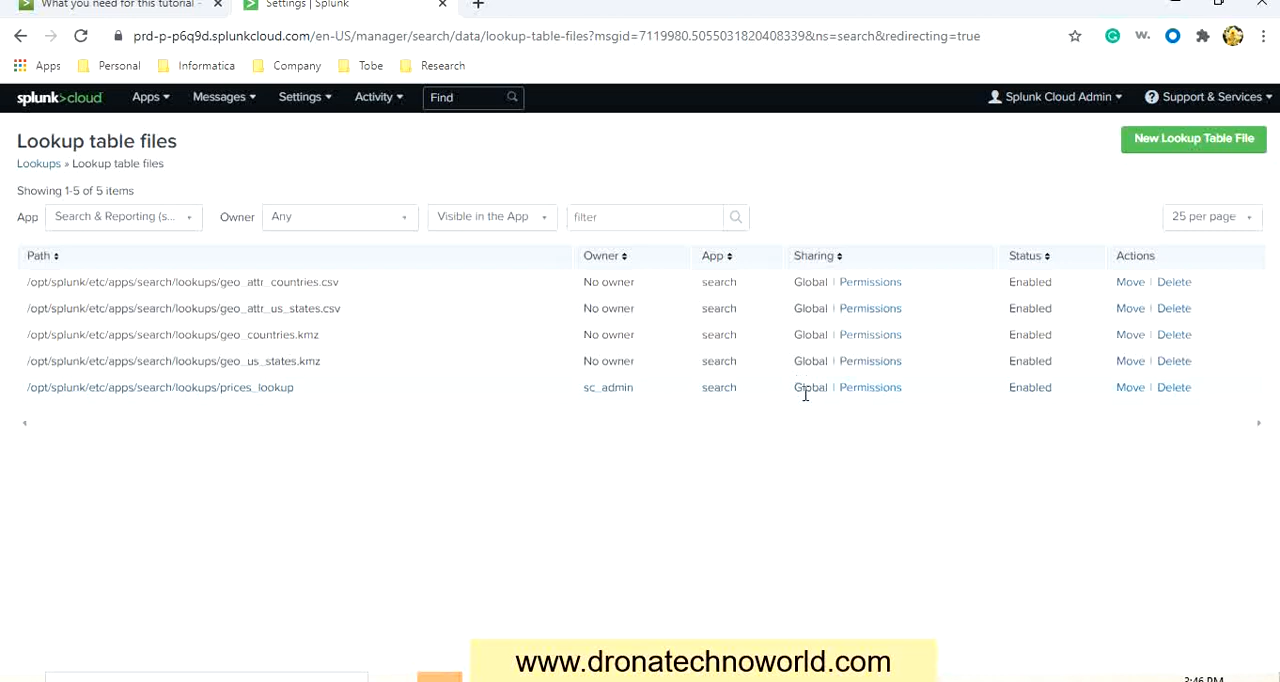 What you need for this tutorial -
Settings | Splunk
prd-p-p6q9d.splunkcloud.com/en-US/manager/search/data/lookup-table-files?msgid=7119980.50550318204083​39&ns=search&redirecting=true
Apps Personal Informatica Company Tobe Research
splunk>cloud Apps Messages Settings Activity Find Splunk Cloud Admin Support & Services
Lookup table files
New Lookup Table File
Lookups » Lookup table files
Showing 1-5 of 5 items
App Search & Reporting (s... Owner Any Visible in the App filter 25 per page
Path Owner App Sharing Status Actions
/opt/splunk/etc/apps/search/lookups/geo_attr_countries.csv No owner search Global | Permissions Enabled Move | Delete
/opt/splunk/etc/apps/search/lookups/geo_attr_us_states.csv No owner search Global | Permissions Enabled Move | Delete
/opt/splunk/etc/apps/search/lookups/geo_countries.kmz No owner search Global | Permissions Enabled Move | Delete
/opt/splunk/etc/apps/search/lookups/geo_us_states.kmz No owner search Global | Permissions Enabled Move | Delete
/opt/splunk/etc/apps/search/lookups/prices_lookup sc_admin search Global | Permissions Enabled Move | Delete
www.dronatechnoworld.com
3:46 PM